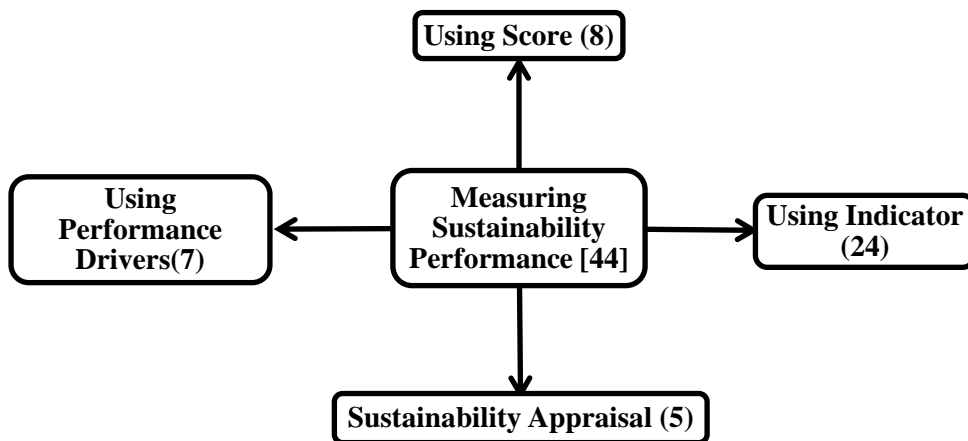 Using Score (8)
Using
Performance
Drivers(7)
Measuring
Sustainability
Performance [44]
Using Indicator
(24)
Sustainability Appraisal (5)